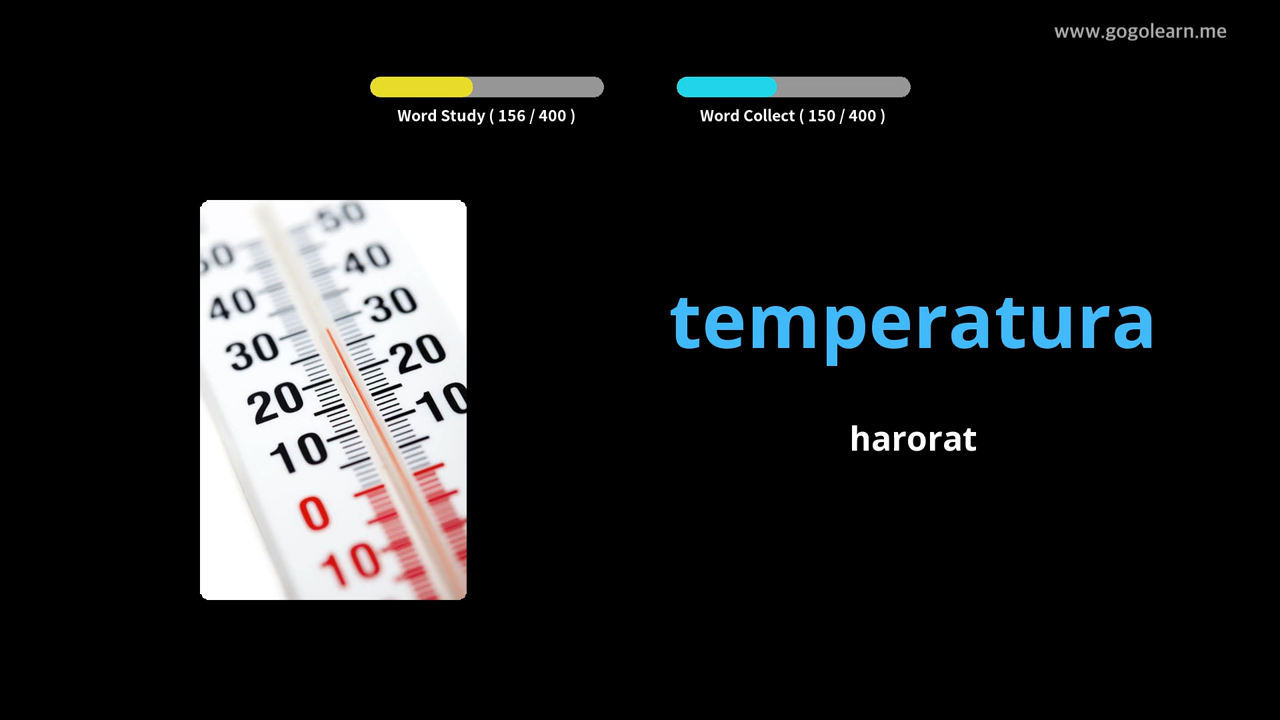 www.gogolearn.me
Word Study ( 156 / 400 )
Word Collect ( 150 / 400 )
50
50
40
40
30
30
20
20
10
10
0
10
temperatura
harorat